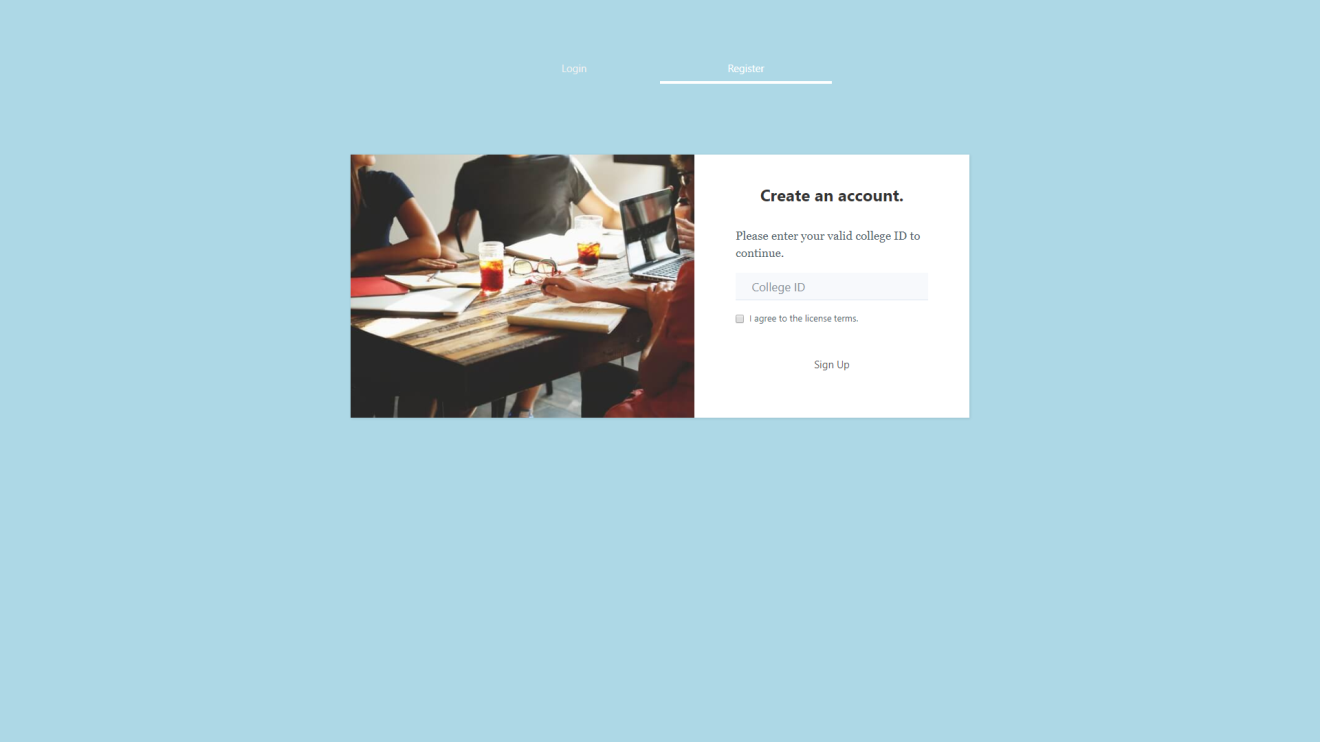 Login
Register
Create an account.
Please enter your valid college ID to
continue.
College ID
I agree to the license terms.
Sign Up